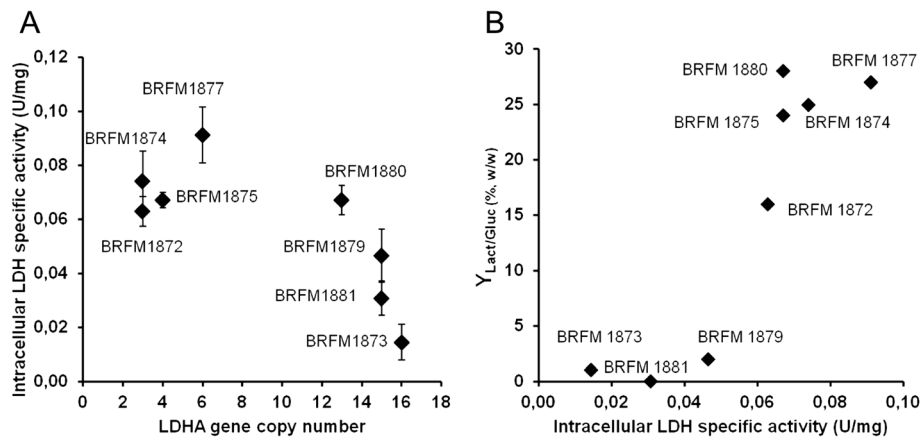 A
Intracellular LDH specific activity (U/mg)
0,12
0,10
0,08
0,06
0,04
0,02
0,00
BRFM1877
BRFM1874
BRFM1875
BRFM1872
BRFM1880
BRFM1879
BRFM1881
BRFM1873
0 2 4 6 8 10 12 14 16 18
LDHA gene copy number
B
Y Lact/Gluc (%, w/w)
30
25
20
15
10
5
0
BRFM 1877
BRFM 1880
BRFM 1875
BRFM 1874
BRFM 1872
BRFM 1873
BRFM 1879
BRFM 1881
0,00 0,02 0,04 0,06 0,08 0,10
Intracellular LDH specific activity (U/mg)